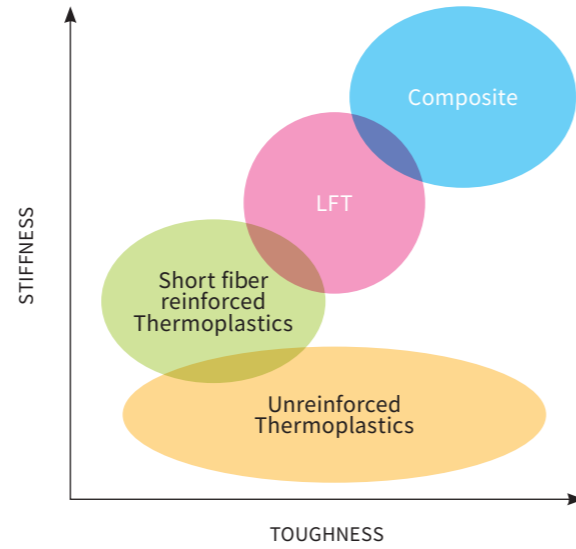 Composite
LFT
Short fiber
reinforced
Thermoplastics
Unreinforced
Thermoplastics
STIFFNESS
TOUGHNESS